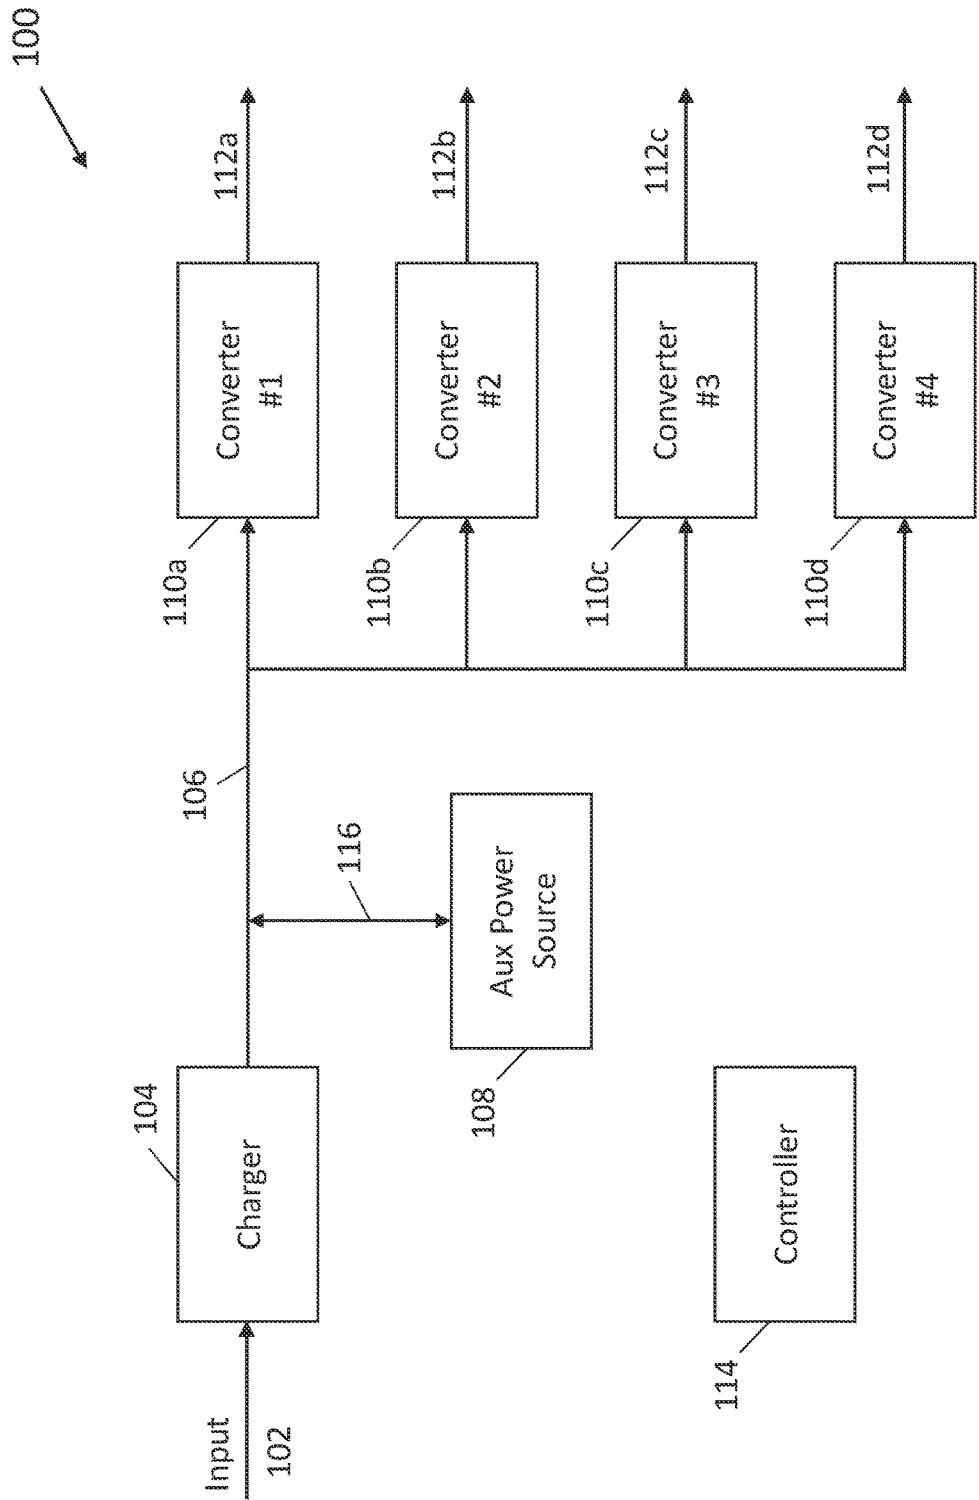 100
Input
102
104
Charger
106
116
108
Aux Power
Source
110a
Converter
#1
112a
110b
Converter
#2
112b
110c
Converter
#3
112c
110d
Converter
#4
112d
114
Controller